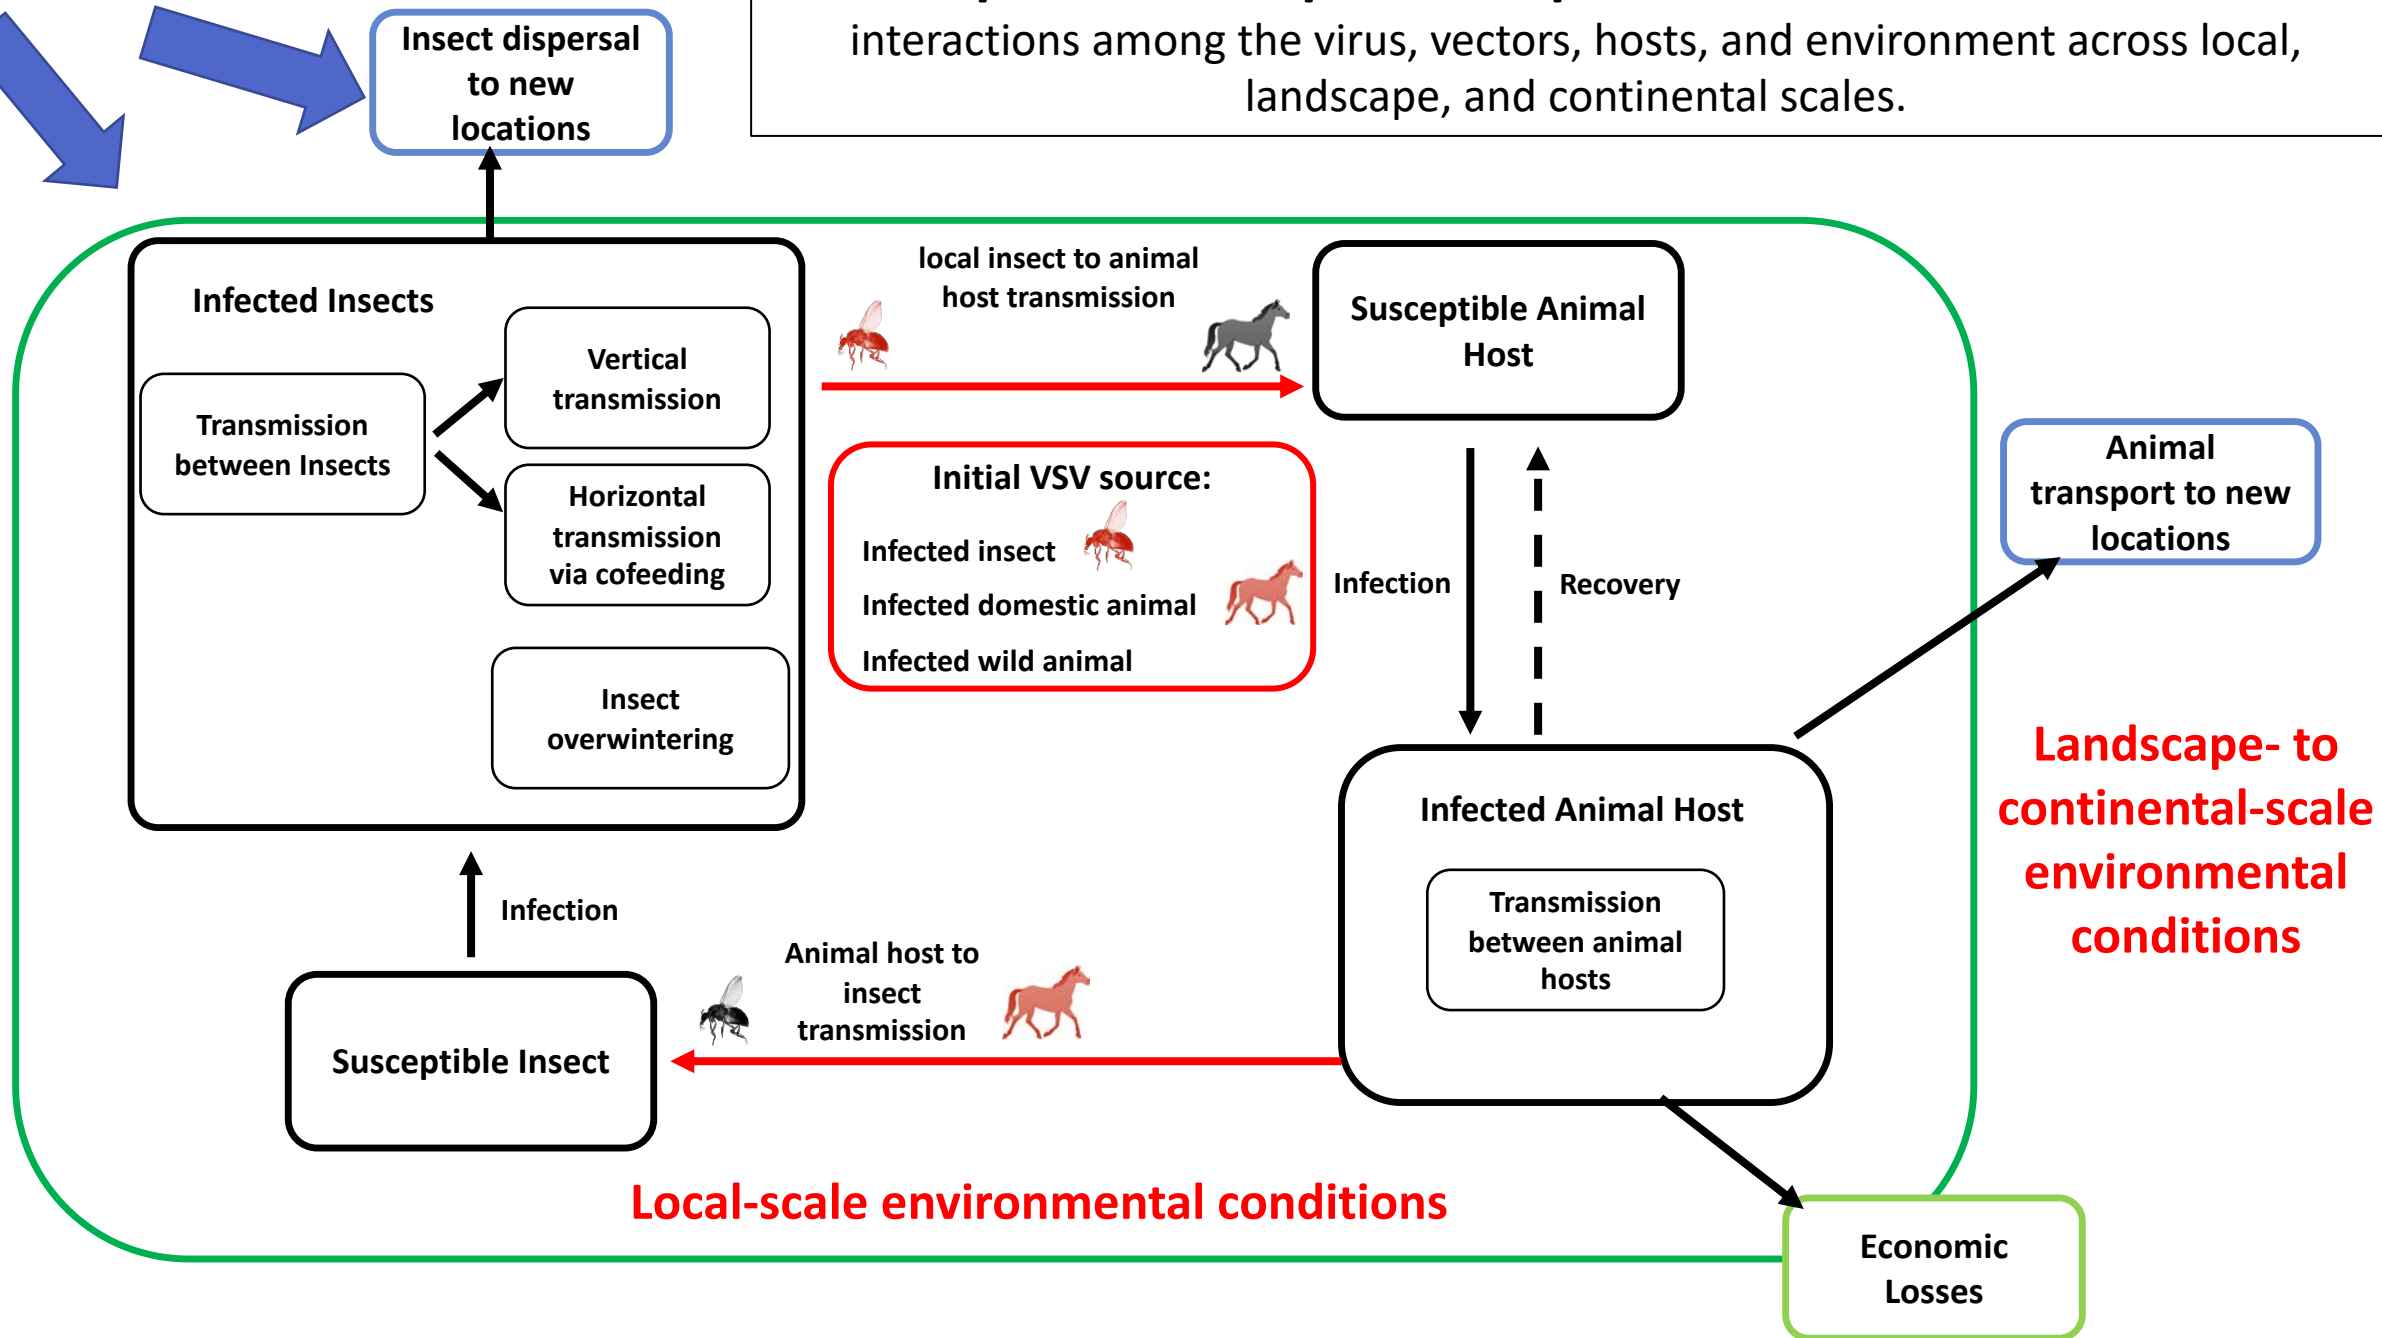 interactions among the virus, vectors, hosts, and environment across local,
landscape, and continental scales.
Insect dispersal
to new
locations
Infected Insects
Transmission
between Insects
Vertical
transmission
Horizontal
transmission
via cofeeding
Insect
overwintering
local insect to animal
host transmission
Susceptible Animal
Host
Initial VSV source:
Infected insect
Infected domestic animal
Infected wild animal
Infection
Recovery
Animal
transport to new
locations
Landscape- to
continental-scale
environmental
conditions
Infected Animal Host
Transmission
between animal
hosts
Infection
Animal host to
insect
transmission
Susceptible Insect
Local-scale environmental conditions
Economic
Losses